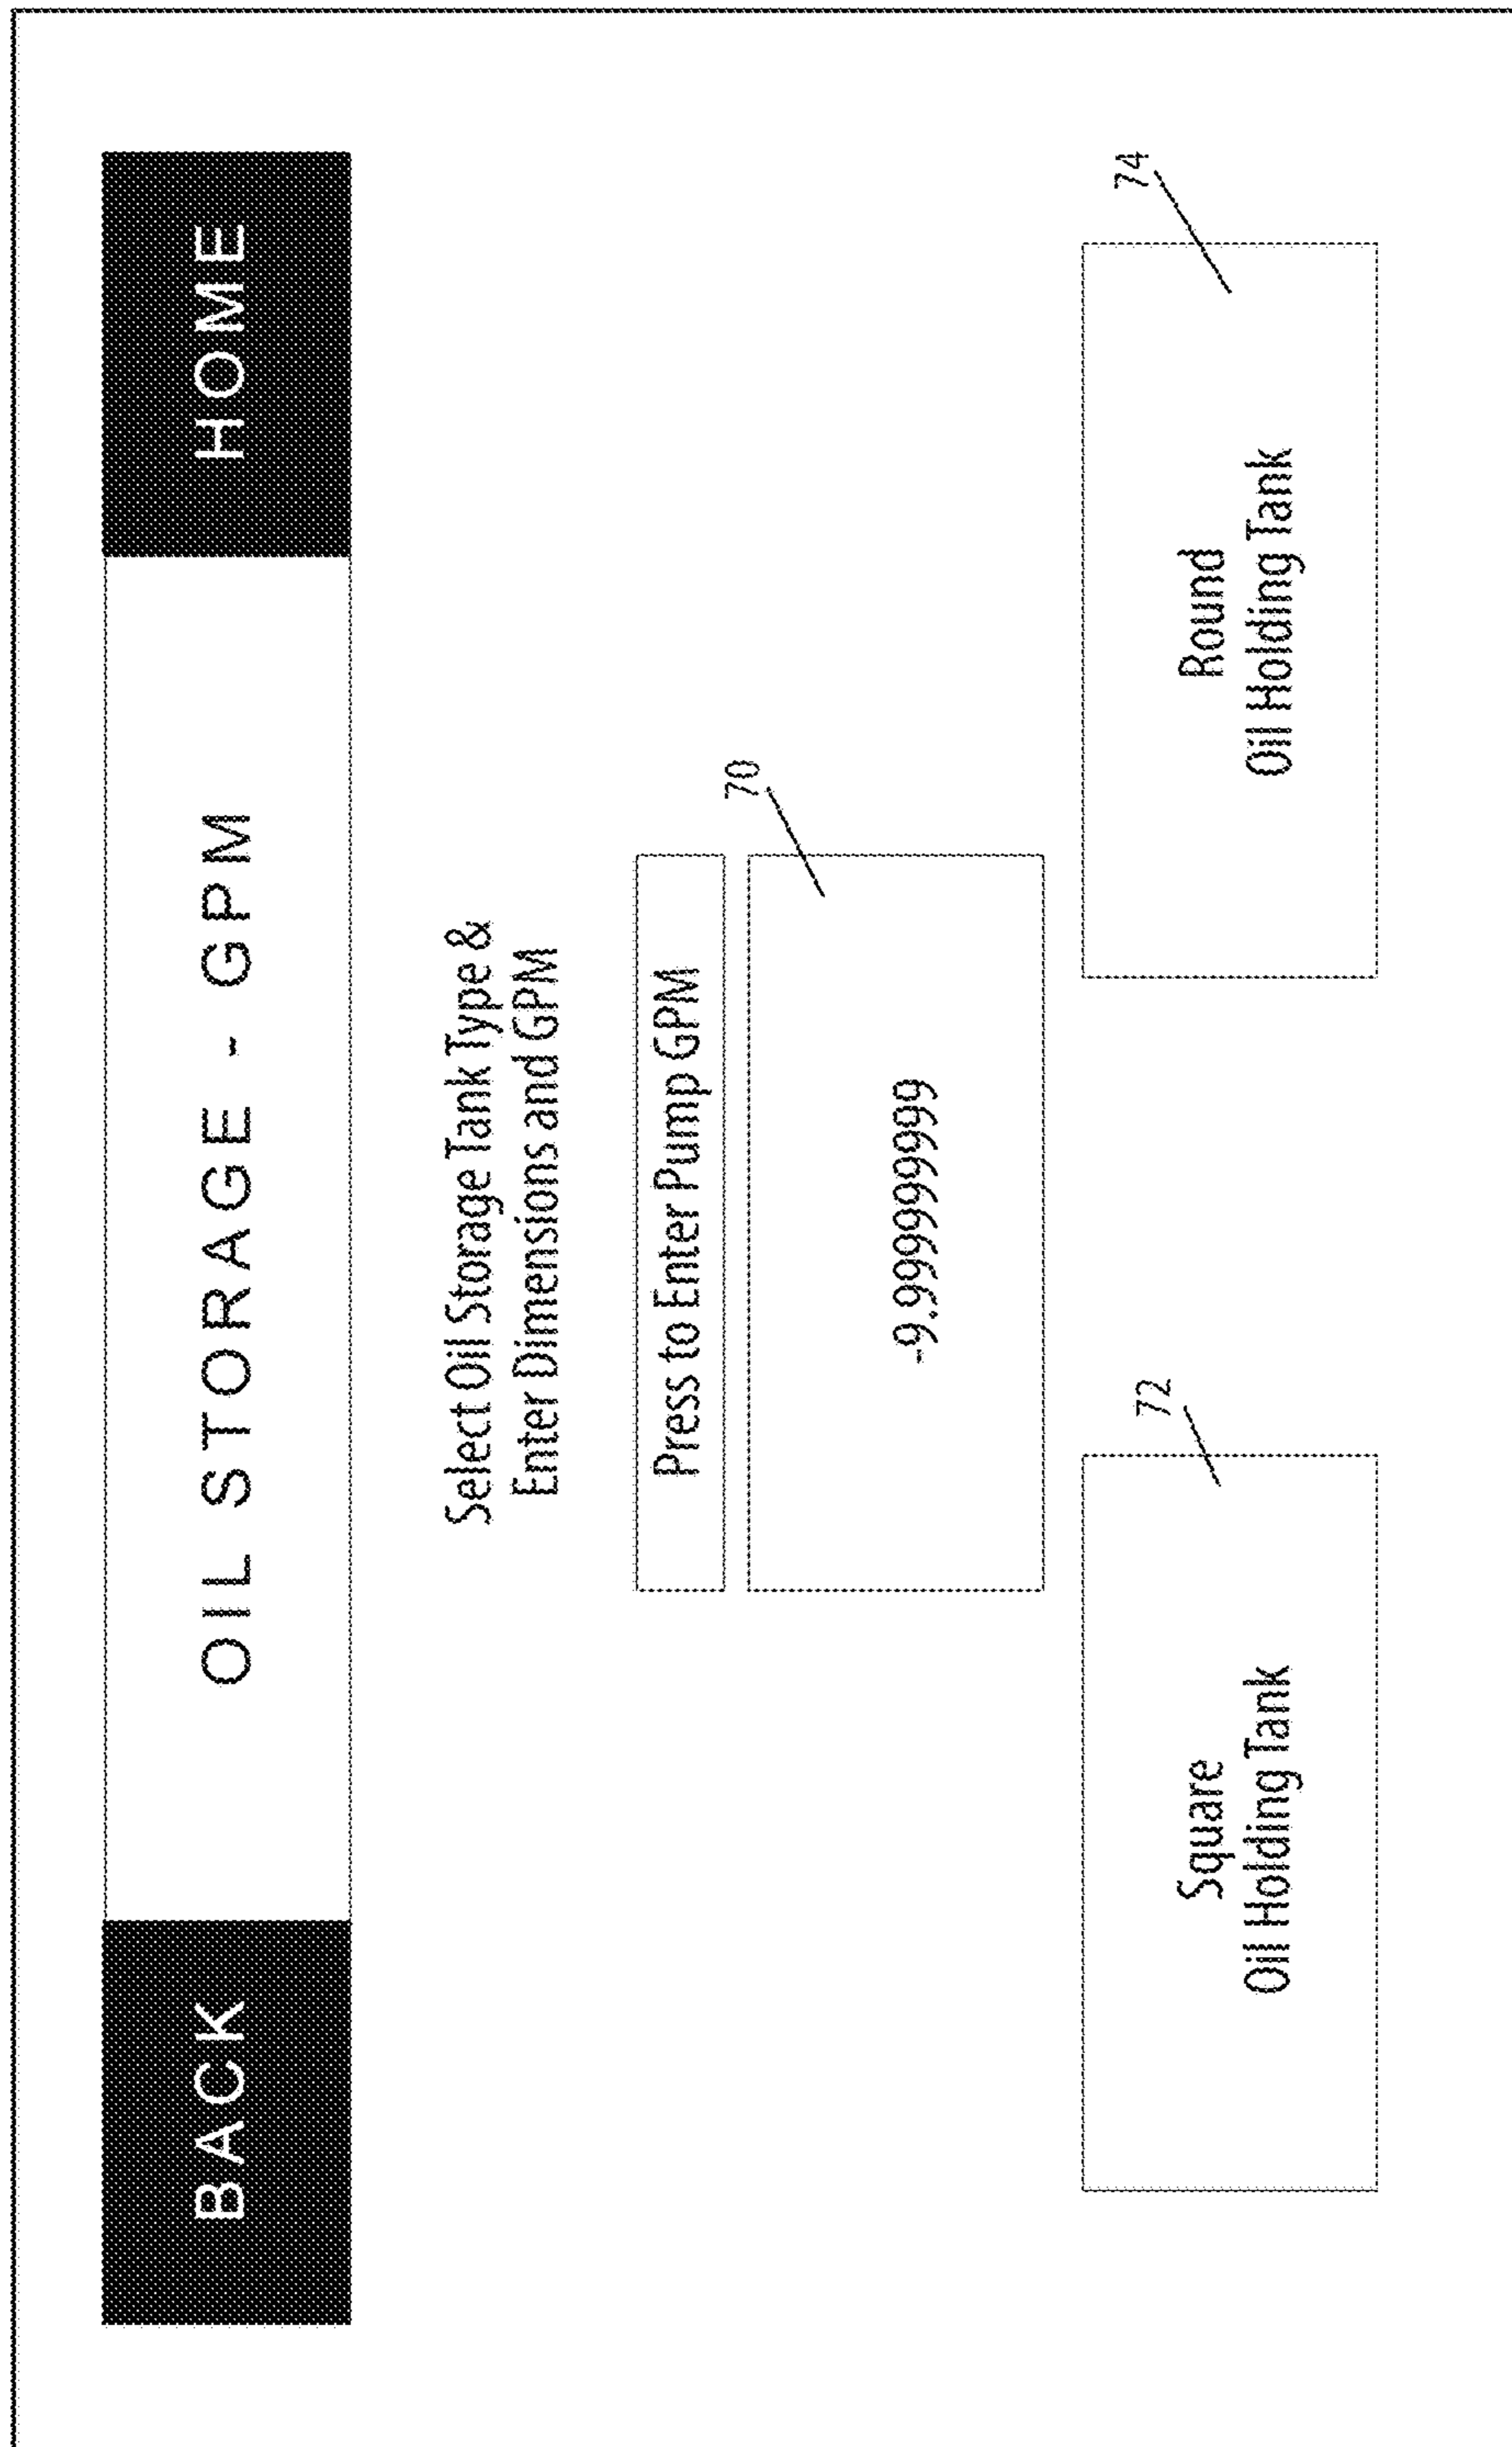 BACK
OIL STORAGE - GPM
HOME
Select Oil Storage Tank Type &
Enter Dimensions and GPM
Press to Enter Pump GPM
70
-9.999999999
72
Square
Oil Holding Tank
74
Round
Oil Holding Tank